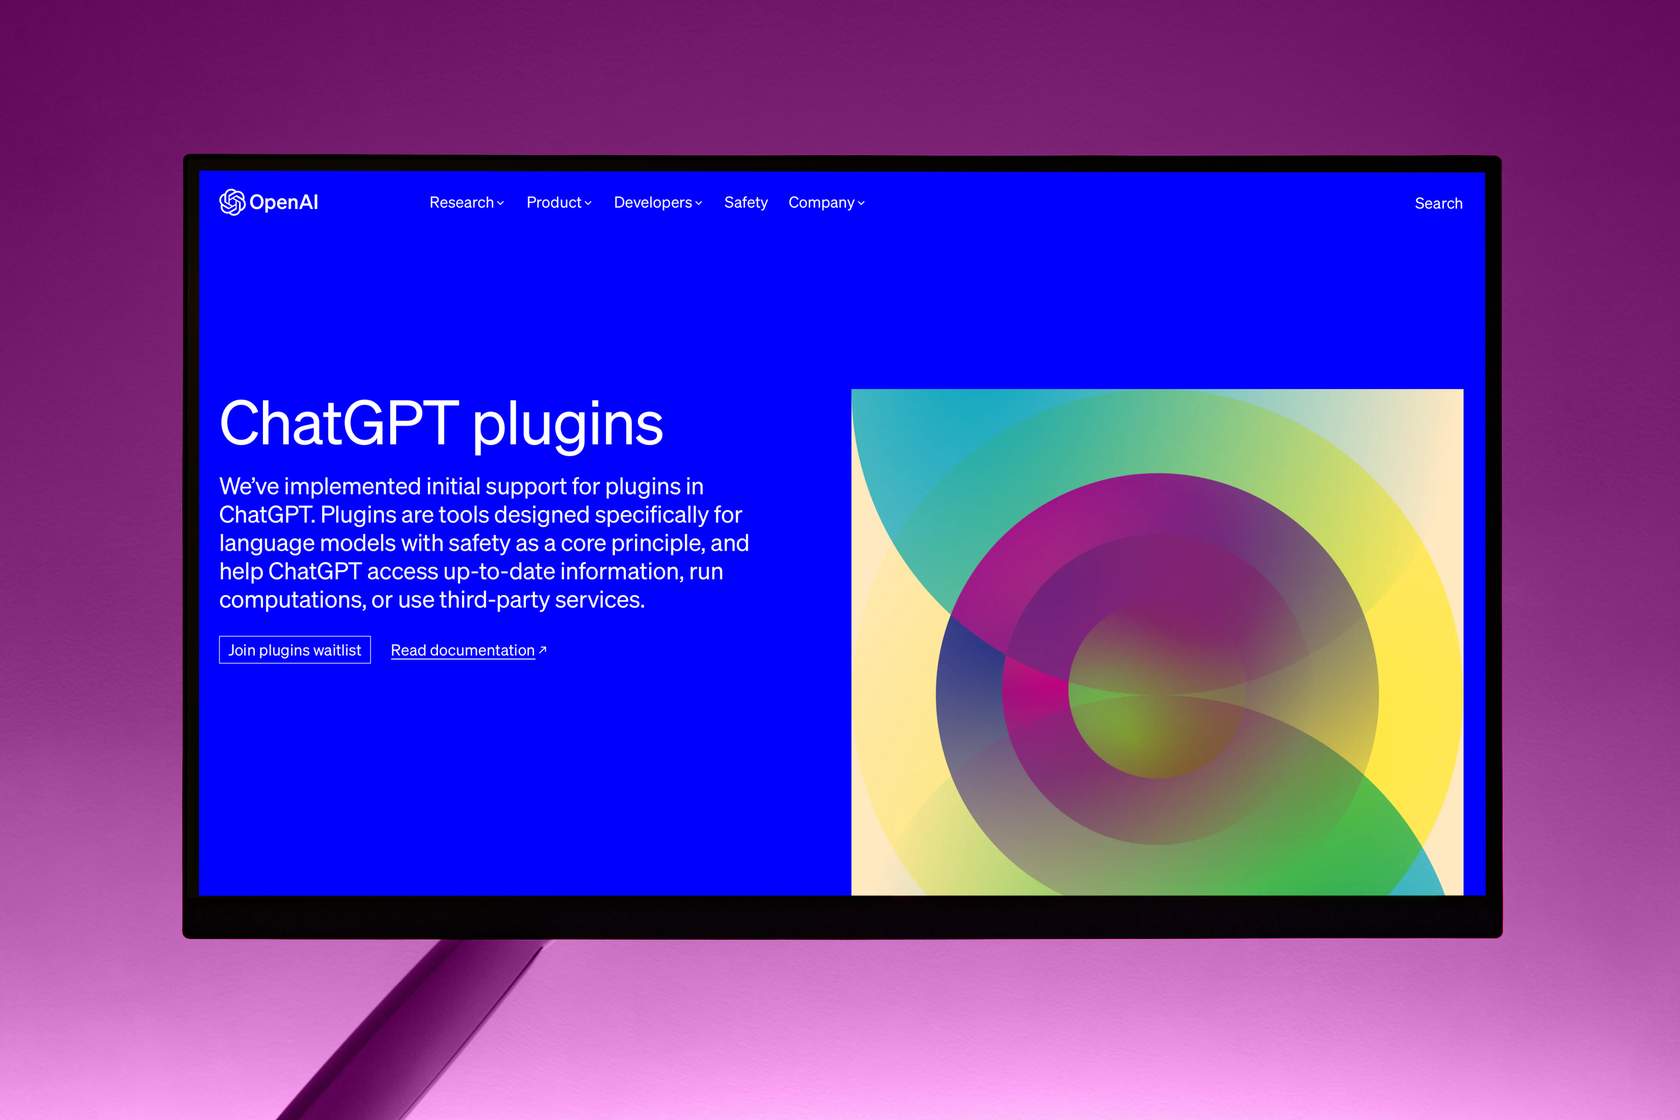 OpenAI
Research
Product
Developers
Safety
Company
Search
ChatGPT plugins
We’ve implemented initial support for plugins in
ChatGPT. Plugins are tools designed specifically for
language models with safety as a core principle, and
help ChatGPT access up-to-date information, run
computations, or use third-party services.
Join plugins waitlist
Read documentation ↗